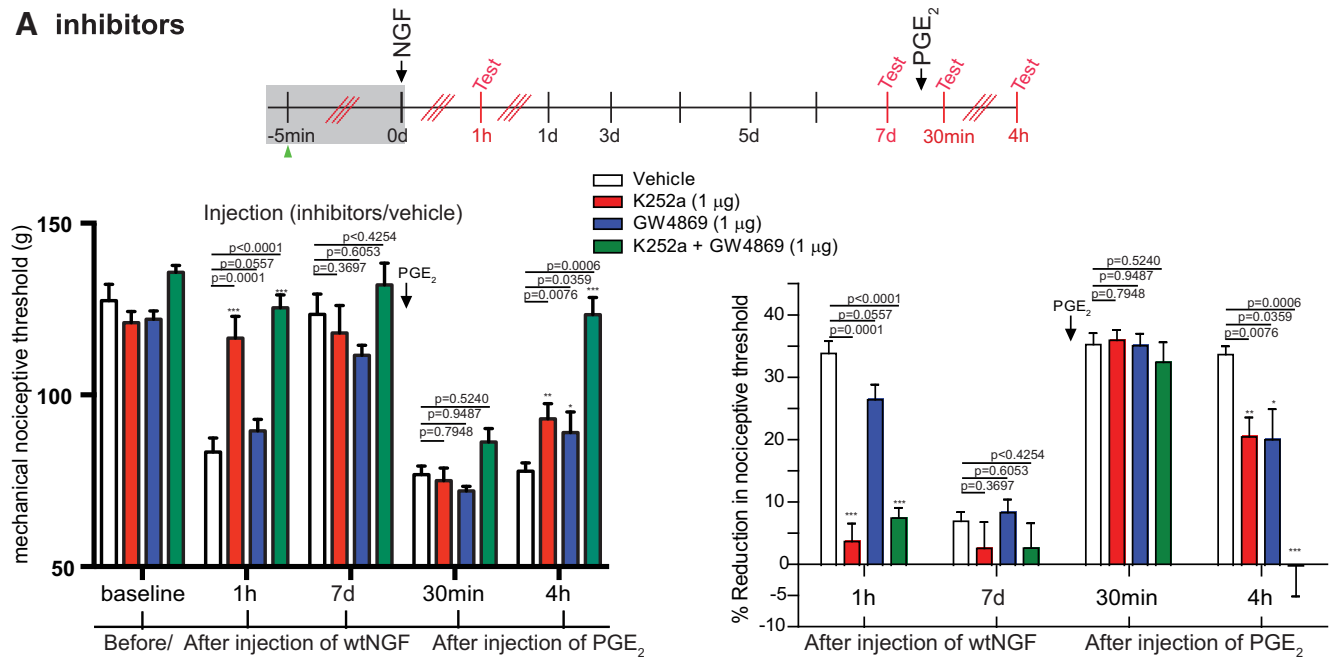 A inhibitors
NGF
Test
Test
PGE₂
Test
-5min
0d
1h
1d
3d
5d
7d
30min
4h
Vehicle
K252a (1 µg)
GW4869 (1 µg)
K252a + GW4869 (1 µg)
mechanical nociceptive threshold (g)
150
100
50
Injection (inhibitors/vehicle)
p<0.0001
p=0.0557
p=0.0001
***
***
p<0.4254
p=0.6053
p=0.3697
PGE₂
p=0.5240
p=0.9487
p=0.7948
p=0.0006
p=0.0359
p=0.0076
**
*
***
baseline
1h
7d
30min
4h
Before/
After injection of wtNGF
After injection of PGE₂
% Reduction in nociceptive threshold
40
30
20
10
0
-5
-10
p<0.0001
p=0.0557
p=0.0001
***
***
p<0.4254
p=0.6053
p=0.3697
PGE₂
p=0.5240
p=0.9487
p=0.7948
p=0.0006
p=0.0359
p=0.0076
**
*
***
1h
7d
30min
4h
After injection of wtNGF
After injection of PGE₂